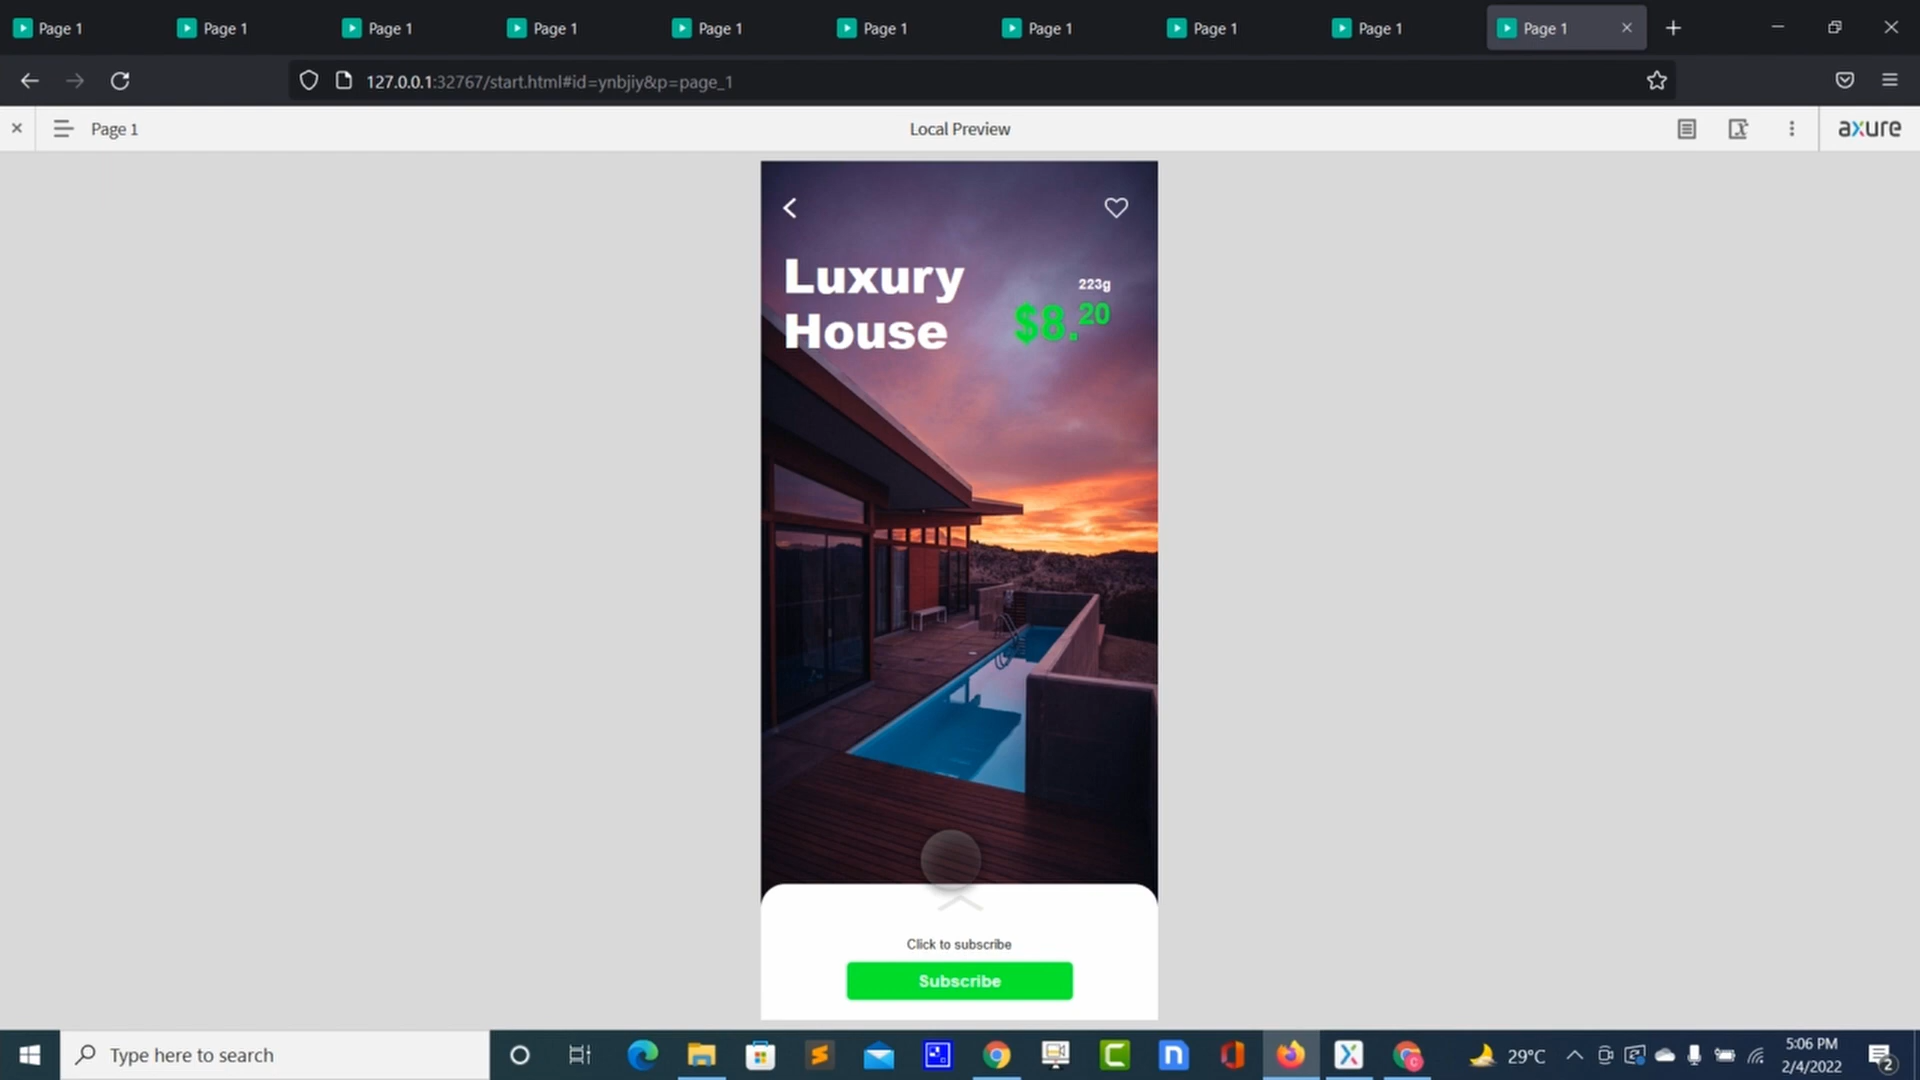 Page 1
Page 1
Page 1
Page 1
Page 1
Page 1
Page 1
Page 1
Page 1
Page 1
127.0.0.1:32767/start.html#id=ynbjiy&p=page_1
Page 1
Local Preview
axure
Luxury
House
223g
$8.20
Click to subscribe
Subscribe
Type here to search
29°C
5:06 PM
2/4/2022
2